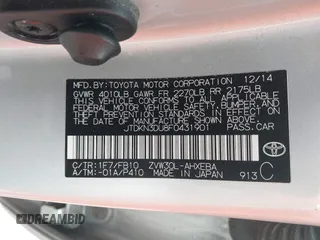 MFD.BY:TOYOTA MOTOR CORPORATION 12/14
GVWR 4010LB GAWR FR 2270LB RR 2175LB
THIS VEHICLE CONFORMS TO ALL APPLICABLE
FEDERAL MOTOR VEHICLE SAFETY, BUMPER, AND
THEFT PREVENTION STANDARDS IN EFFECT ON
THE DATE OF MANUFACTURE SHOWN ABOVE.
JTDKN3DU8F0431901 PASS.CAR
C/TR:1F7/FB10 ZVW30L-AHXEBA
A/TM:-01A/P410 MADE IN JAPAN 913 C
TOYOTA
READABID